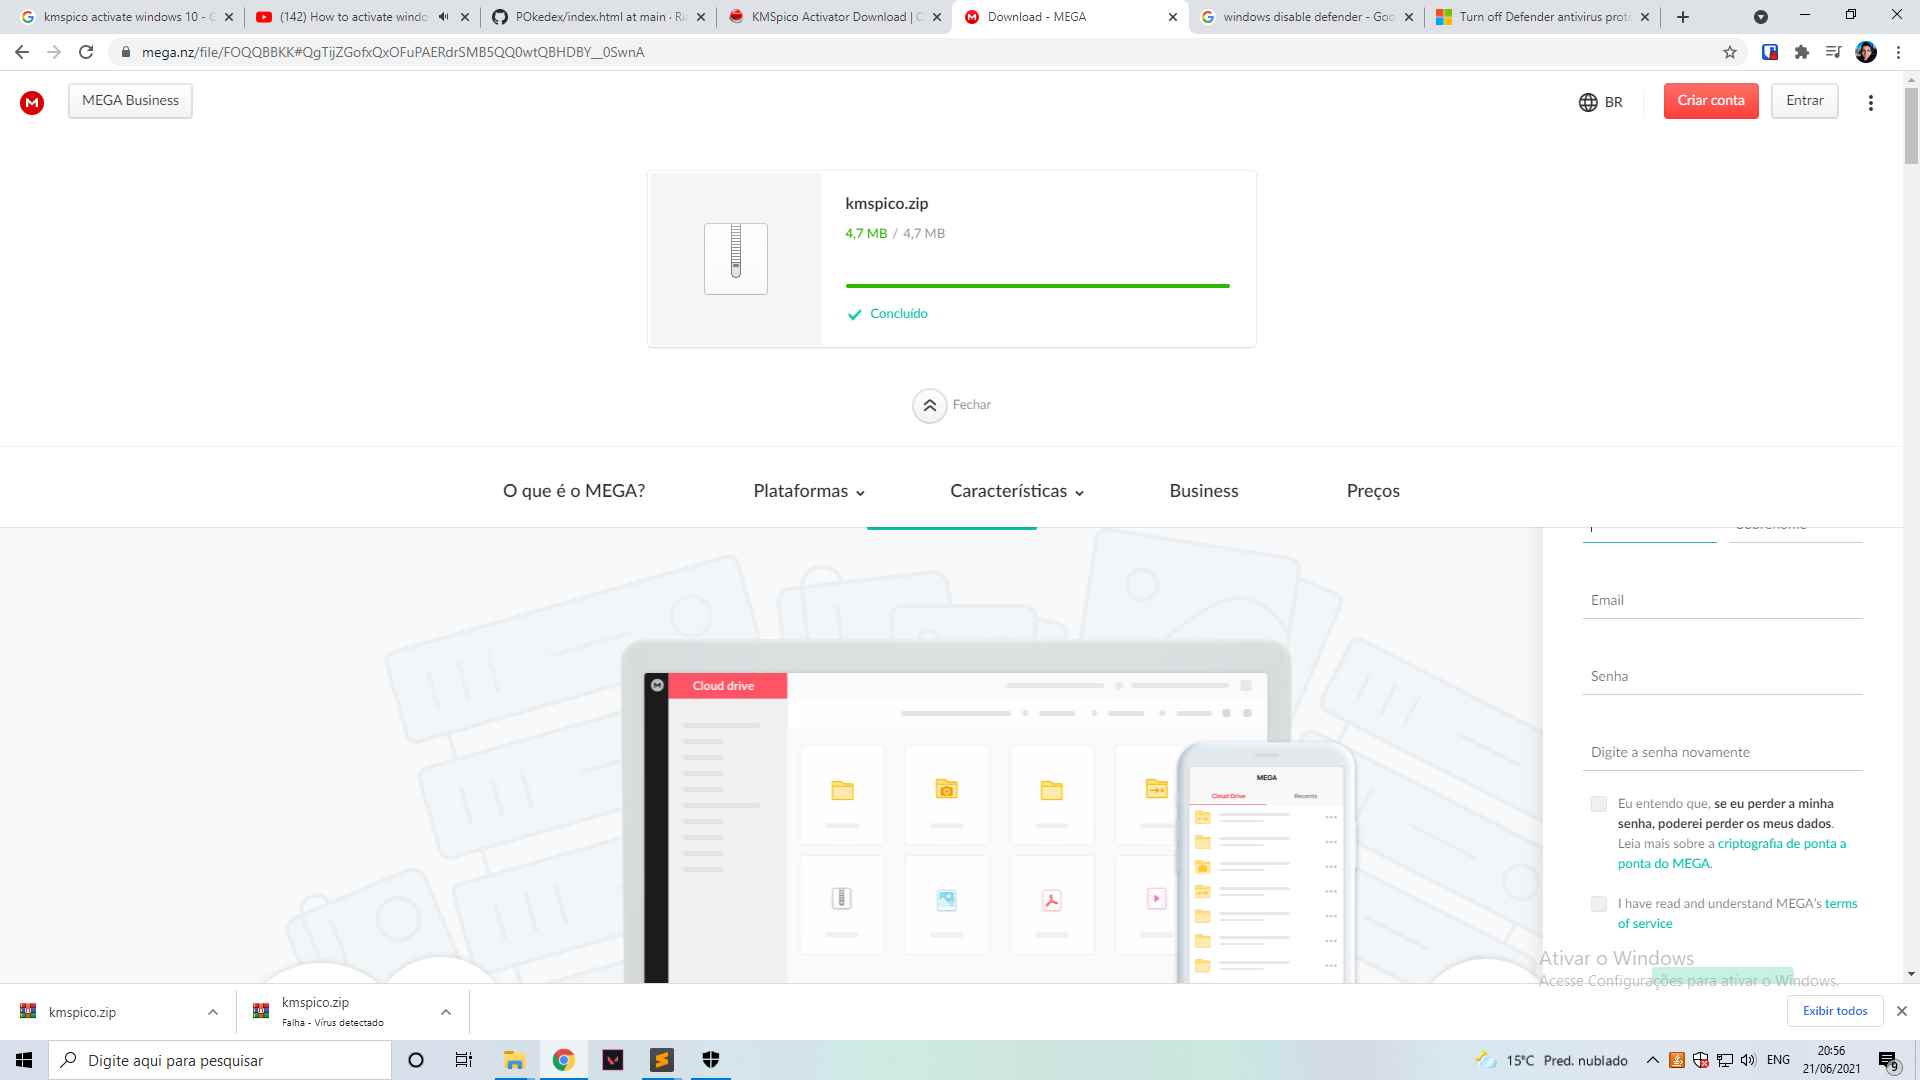 kmspico activate windows 10 - G
(142) How to activate windo
POkedex/index.html at main · Ri
KMSpico Activator Download | C
Download - MEGA
windows disable defender - Goo
Turn off Defender antivirus prot
mega.nz/file/FOQQBBKK#QgTijZGofxQxOFuPAERdrSMB5QQ0wtQBHDBY__0SwnA
MEGA Business
BR
Criar conta
Entrar
kmspico.zip
4,7 MB / 4,7 MB
Concluído
Fechar
O que é o MEGA?
Plataformas
Características
Business
Preços
Email
Senha
Digite a senha novamente
Eu entendo que, se eu perder a minha
senha, poderei perder os meus dados.
Leia mais sobre a criptografia de ponta a
ponta do MEGA.
I have read and understand MEGA's terms
of service
Cloud drive
MEGA
Cloud Drive
Recents
Ativar o Windows
Acesse Configurações para ativar o Windows.
kmspico.zip
kmspico.zip
Falha - Vírus detectado
Exibir todos
Digite aqui para pesquisar
15°C Pred. nublado
ENG
20:56
21/06/2021
9